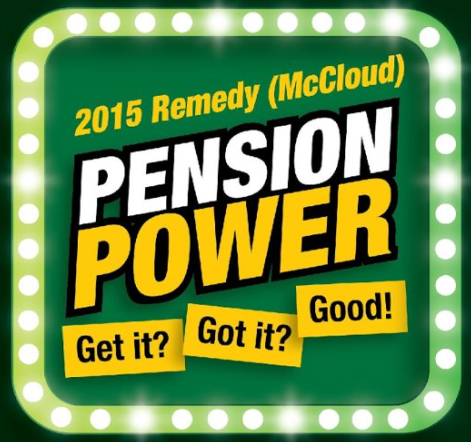 2015 Remedy (McCloud)
PENSION
POWER
Get it? Got it? Good!